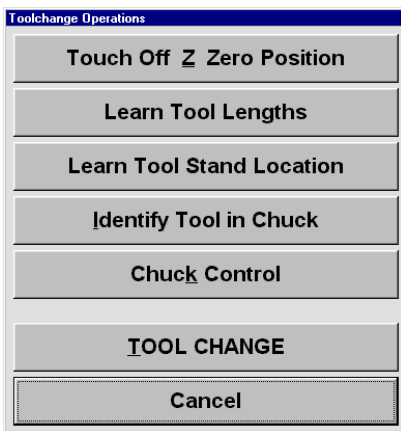 Toolchange Operations
Touch Off Z Zero Position
Learn Tool Lengths
Learn Tool Stand Location
Identify Tool in Chuck
Chuck Control
TOOL CHANGE
Cancel